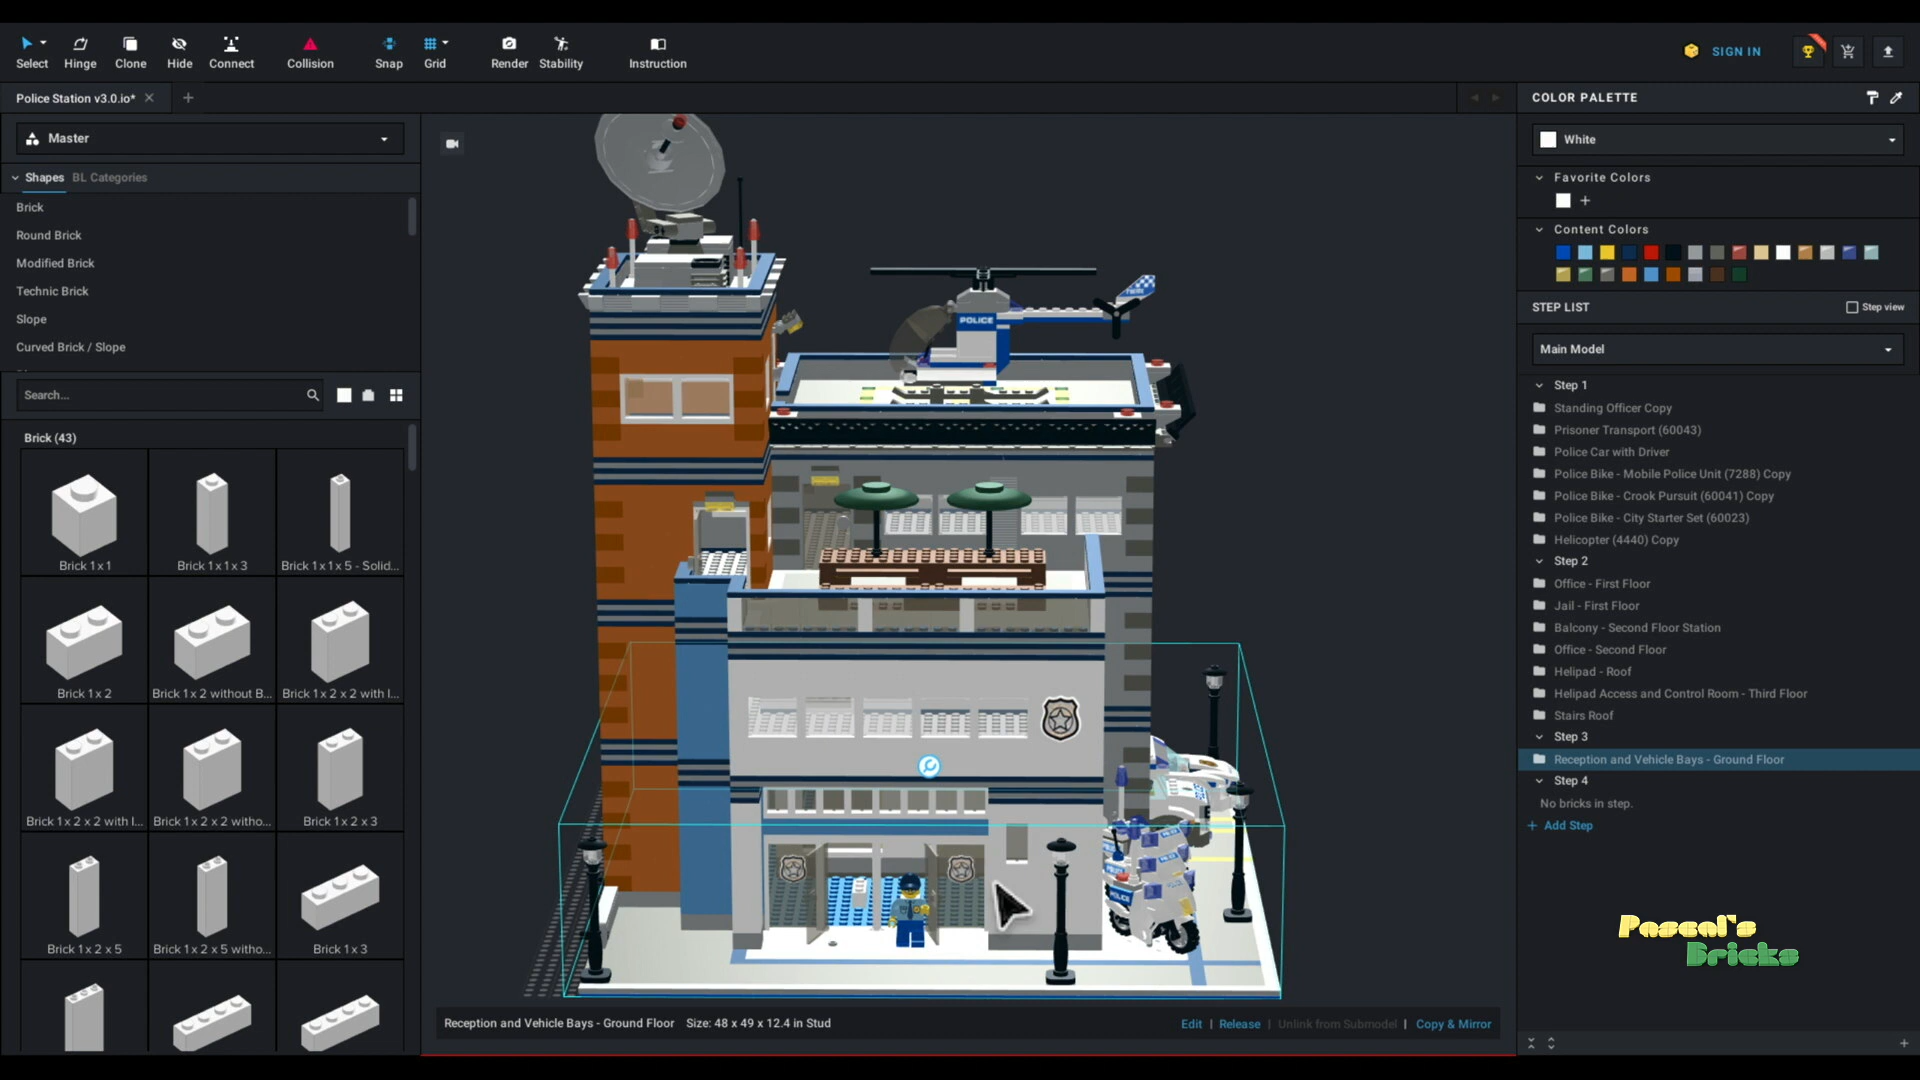 Select
Hinge
Clone
Hide
Connect
Collision
Snap
Grid
Render
Stability
Instruction
SIGN IN
Police Station v3.0.io*
Master
Shapes
BL Categories
Brick
Round Brick
Modified Brick
Technic Brick
Slope
Curved Brick / Slope
Search...
Brick (43)
Brick 1 x 1
Brick 1 x 1 x 3
Brick 1 x 1 x 5 - Solid...
Brick 1 x 2
Brick 1 x 2 without B...
Brick 1 x 2 x 2 with I...
Brick 1 x 2 x 2 with I...
Brick 1 x 2 x 2 witho...
Brick 1 x 2 x 3
Brick 1 x 2 x 5
Brick 1 x 2 x 5 witho...
Brick 1 x 3
POLICE
POLICE
Reception and Vehicle Bays - Ground Floor Size: 48 x 49 x 12.4 in Stud
Edit | Release | Unlink from Submodel | Copy & Mirror
COLOR PALETTE
White
Favorite Colors
Content Colors
STEP LIST
Step view
Main Model
Step 1
Standing Officer Copy
Prisoner Transport (60043)
Police Car with Driver
Police Bike - Mobile Police Unit (7288) Copy
Police Bike - Crook Pursuit (60041) Copy
Police Bike - City Starter Set (60023)
Helicopter (4440) Copy
Step 2
Office - First Floor
Jail - First Floor
Balcony - Second Floor Station
Office - Second Floor
Helipad - Roof
Helipad Access and Control Room - Third Floor
Stairs Roof
Step 3
Reception and Vehicle Bays - Ground Floor
Step 4
No bricks in step.
+ Add Step
Pascal's
Bricks